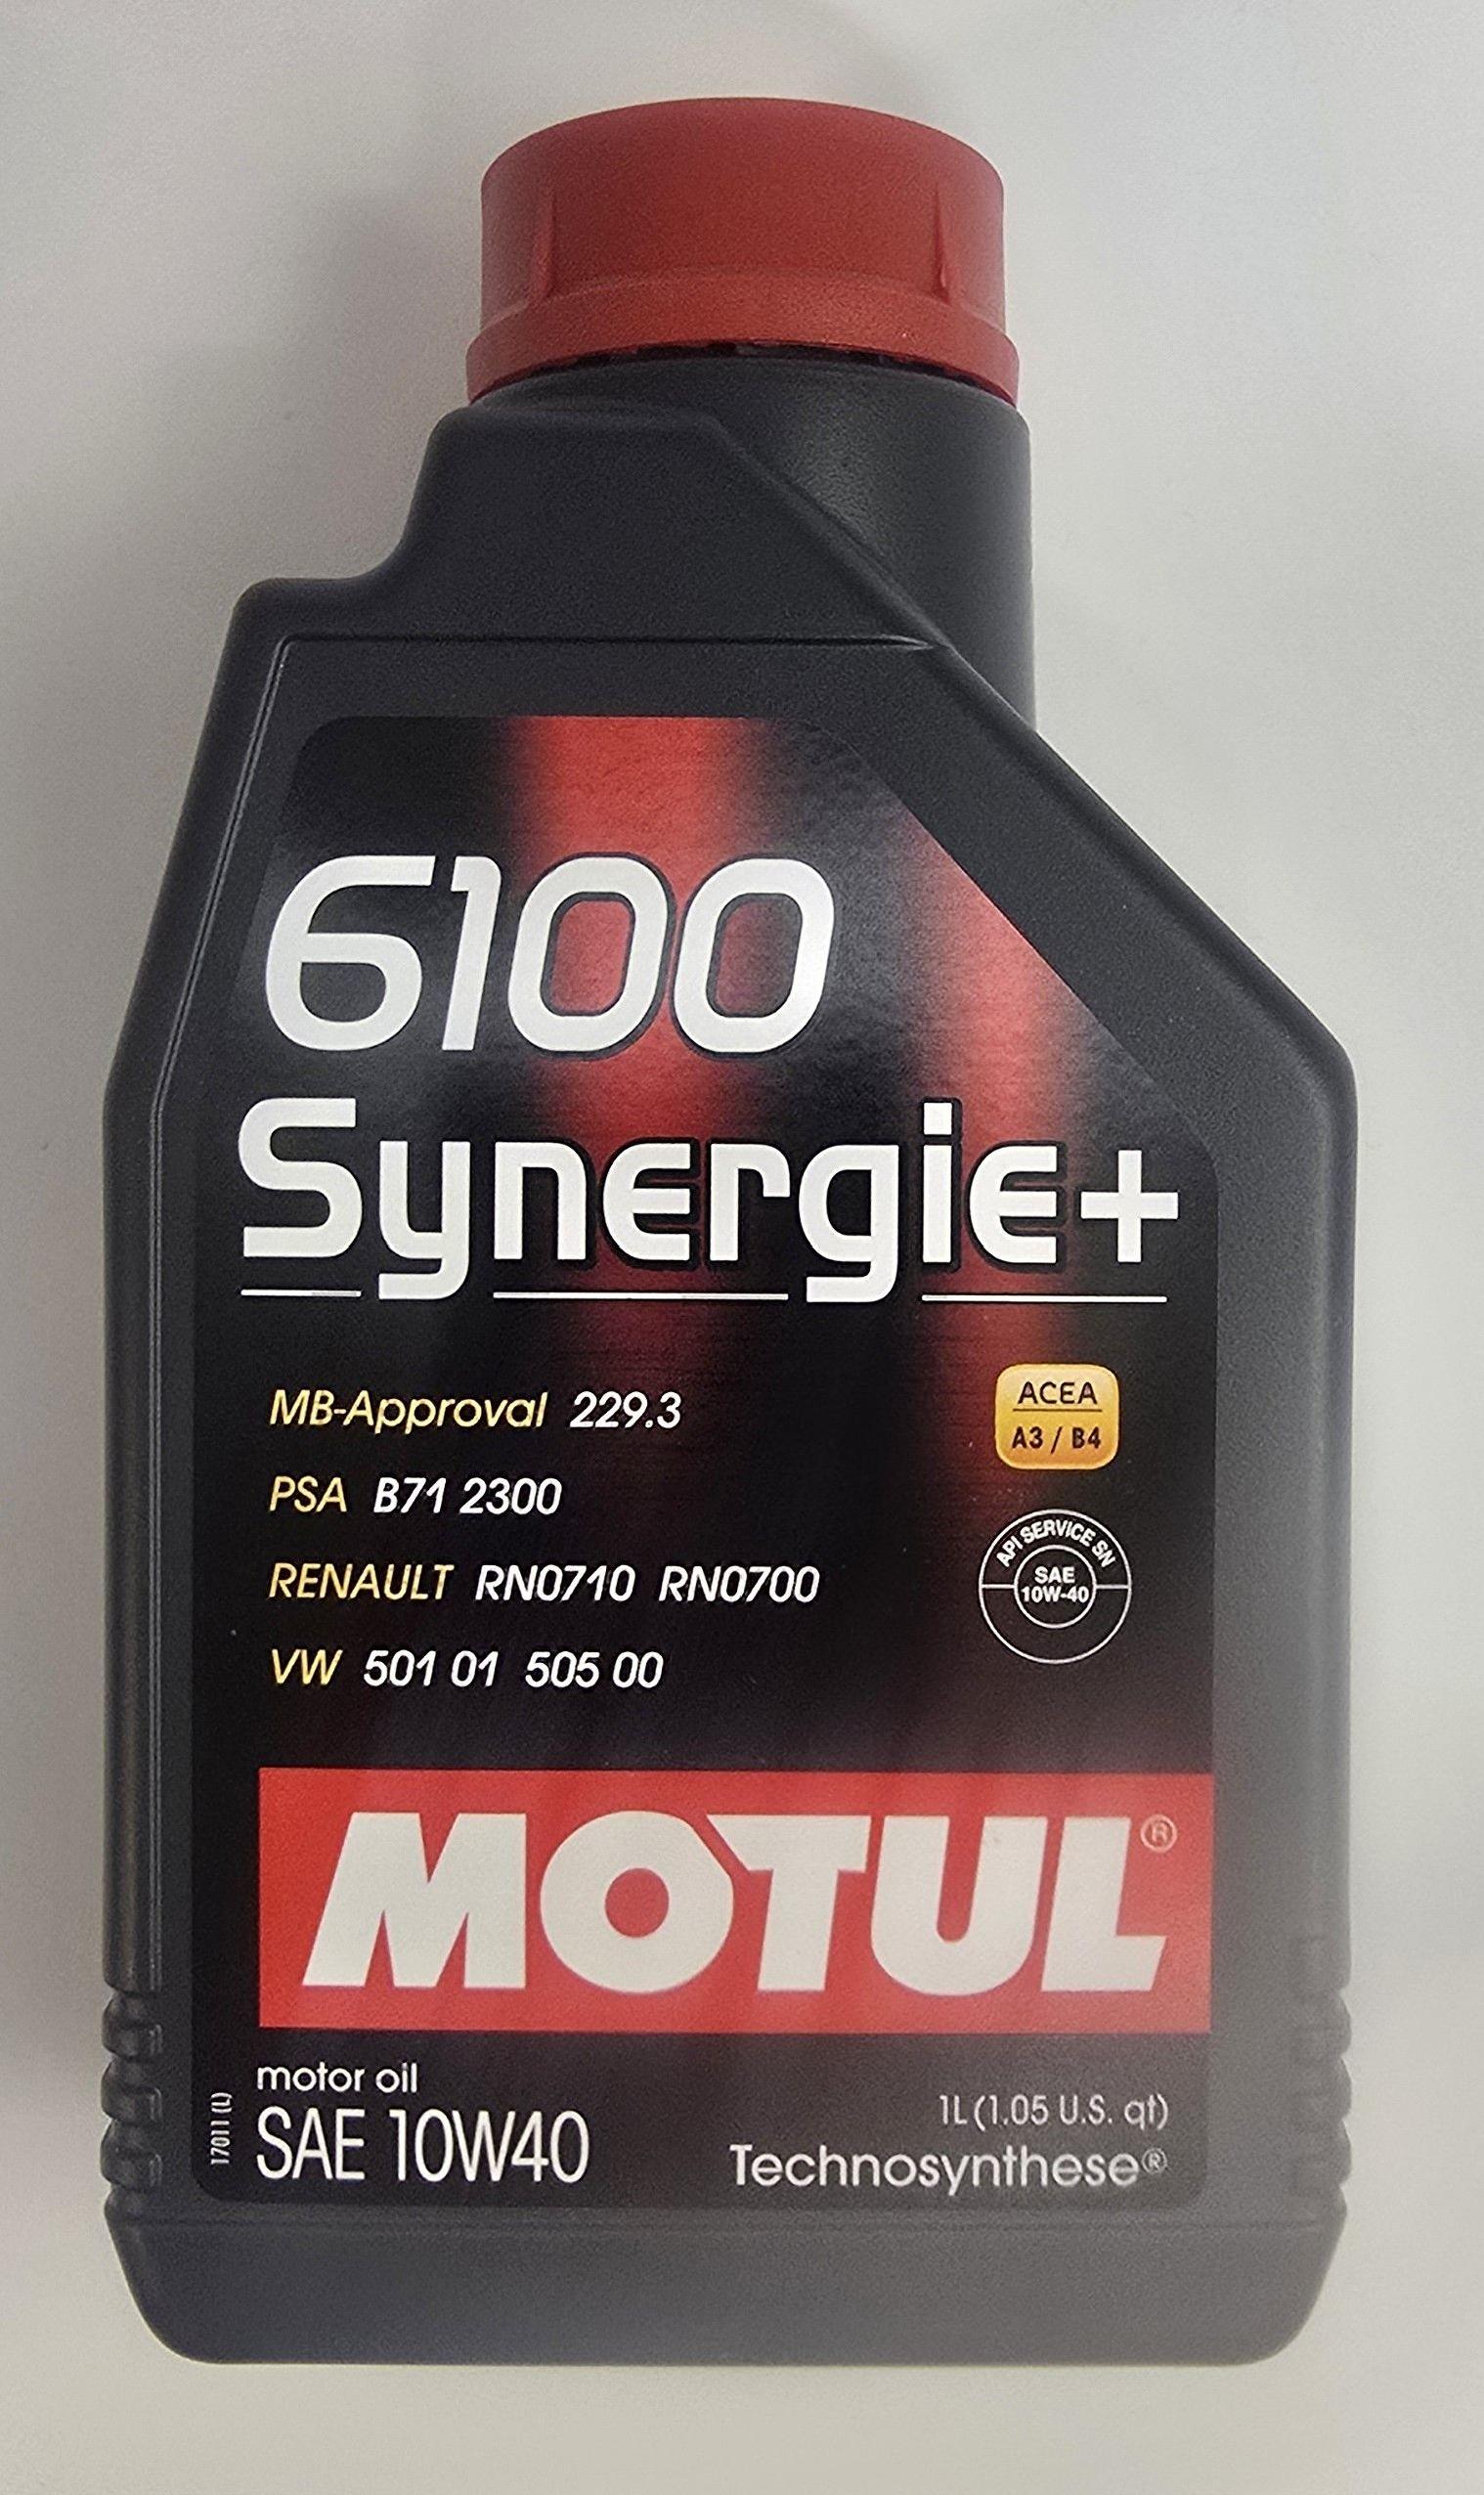 6100
Synergie+
MB-Approval 229.3
PSA B71 2300
RENAULT RN0710 RN0700
VW 501 01 505 00
ACEA
A3 / B4
API SERVICE SN
SAE
10W-40
MOTUL®
motor oil
SAE 10W40
1L (1.05 U.S. qt)
Technosynthese®
17011 (L)